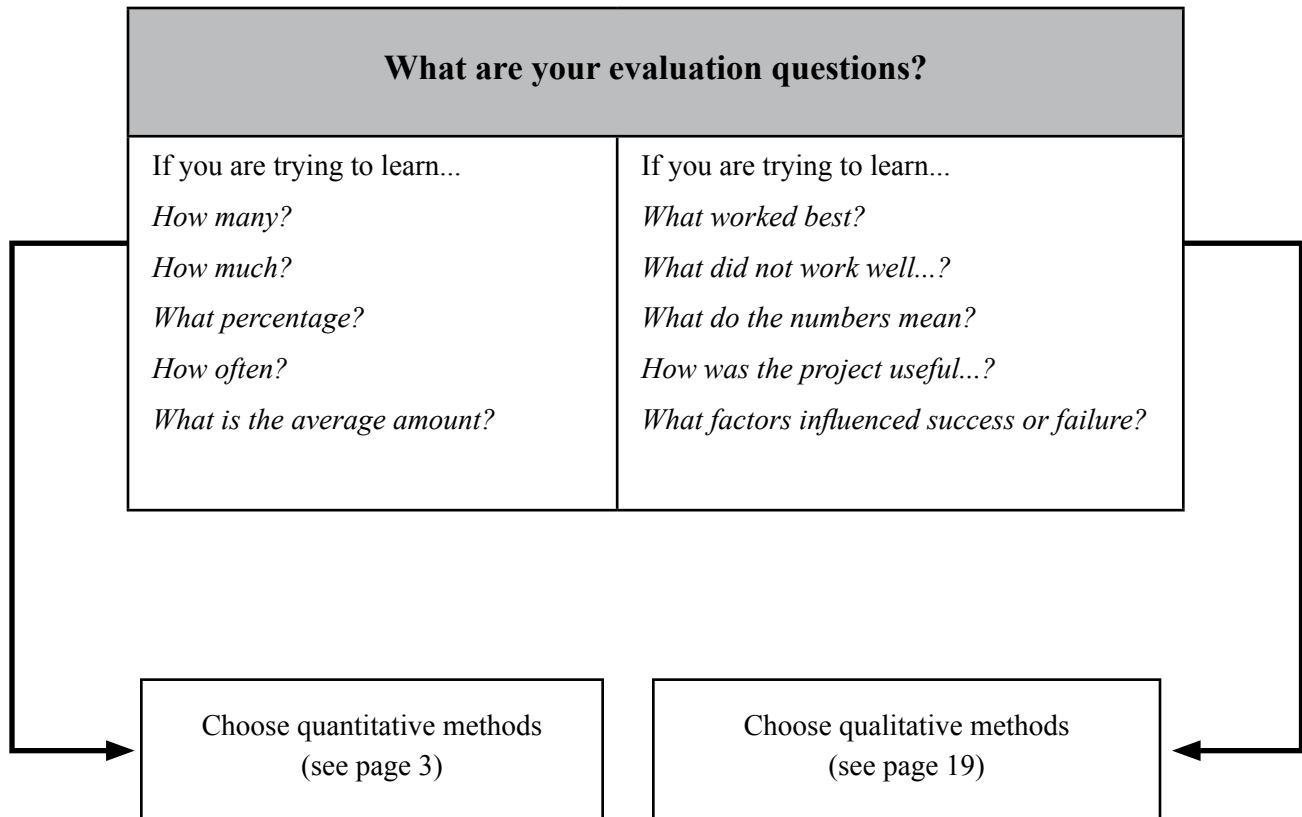 What are your evaluation questions?
If you are trying to learn...
How many?
How much?
What percentage?
How often?
What is the average amount?
If you are trying to learn...
What worked best?
What did not work well...?
What do the numbers mean?
How was the project useful...?
What factors influenced success or failure?
Choose quantitative methods
(see page 3)
Choose qualitative methods
(see page 19)